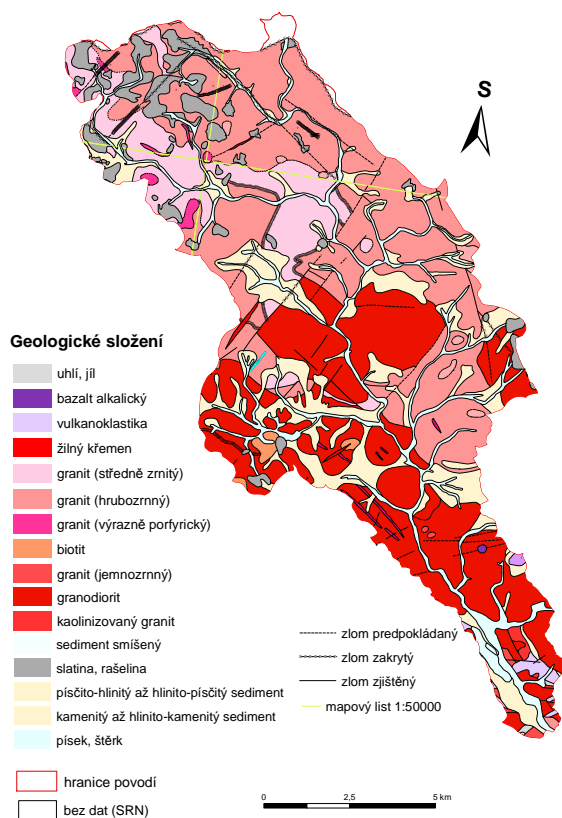 S
Geologické složení
uhlí, jíl
bazalt alkalický
vulkanoklastika
žilný křemen
granit (středně zrnitý)
granit (hrubozrnný)
granit (výrazně porfyrický)
biotit
granit (jemnozrnný)
granodiorit
kaolinizovaný granit
sediment smíšený
slatina, rašelina
písčito-hlinitý až hlinito-písčitý sediment
kamenitý až hlinito-kamenitý sediment
písek, štěrk
hranice povodí
bez dat (SRN)
zlom predpokládaný
zlom zakrytý
zlom zjištěný
mapový list 1:50000
0 2,5 5 km